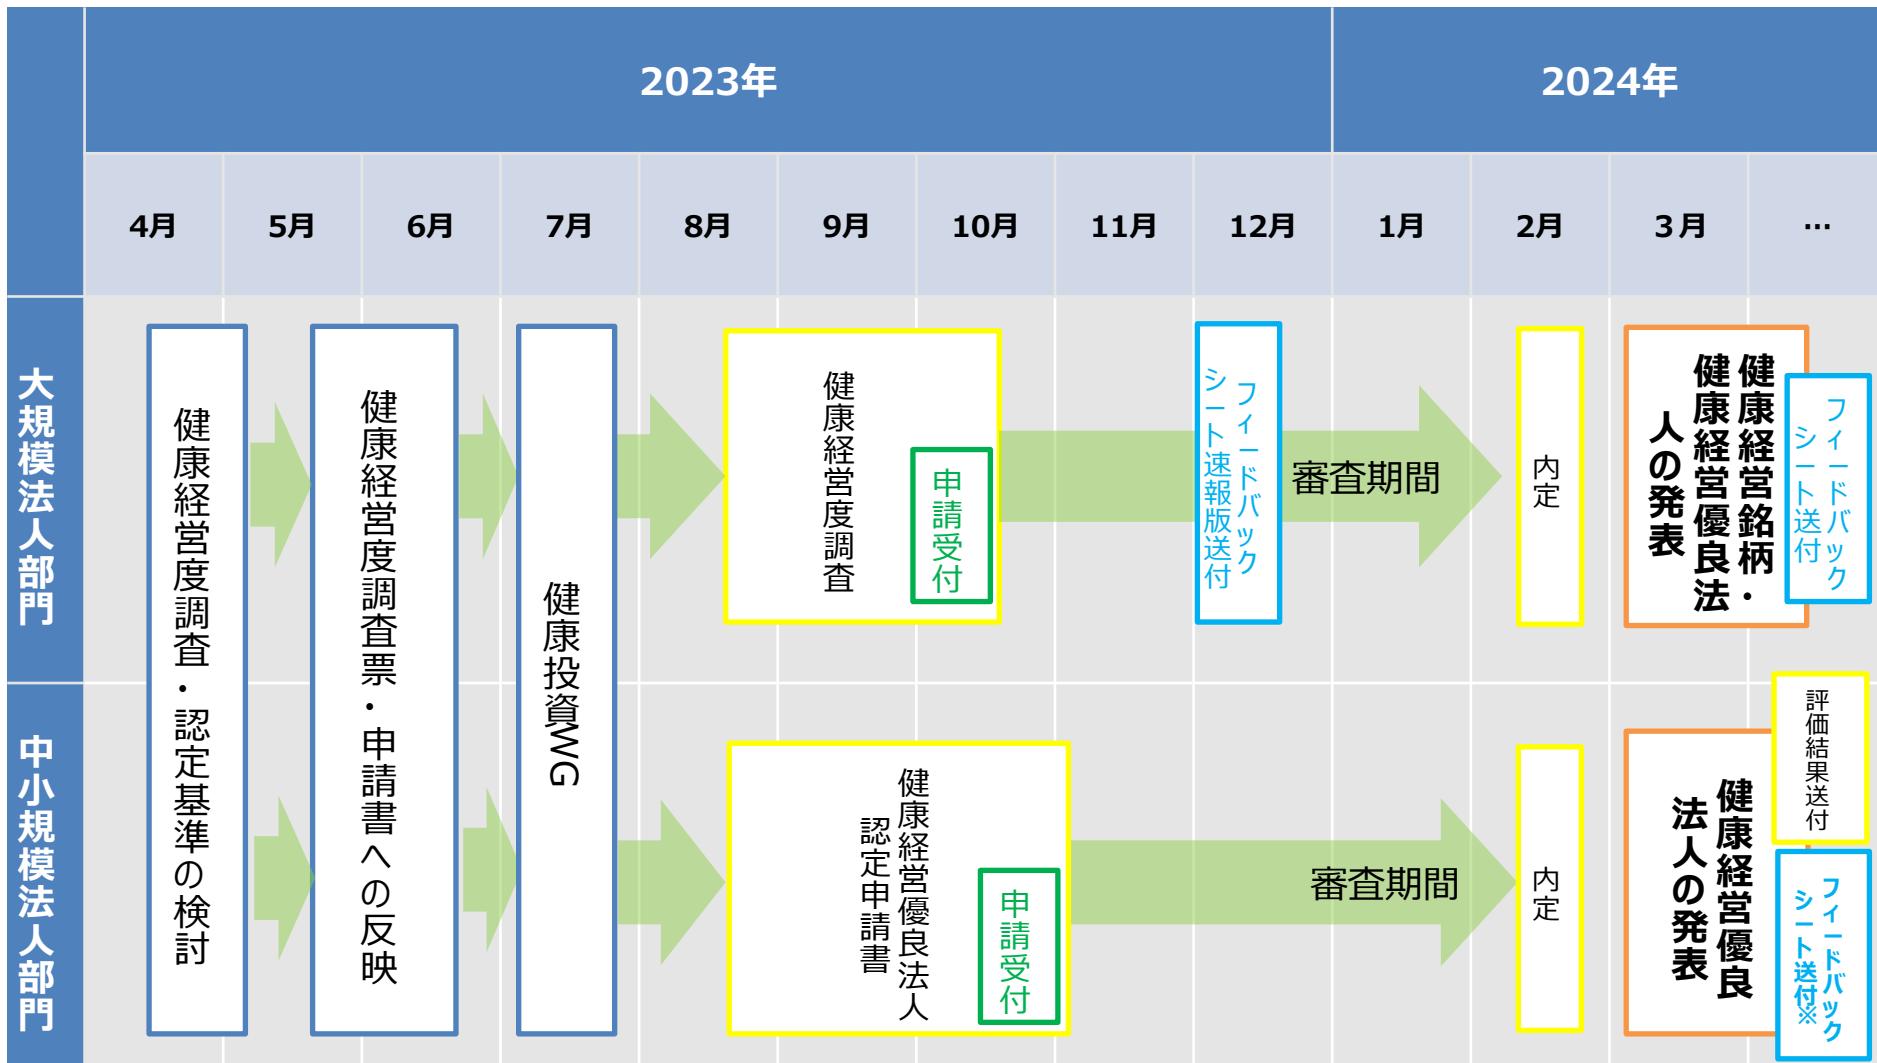 2023年
2024年
4月
5月
6月
7月
8月
9月
10月
11月
12月
1月
2月
3月
…
大規模法人部門
中小規模法人部門
健康経営度調査・認定基準の検討
健康経営度調査票・申請書への反映
健康投資WG
健康経営度調査
申請受付
フィードバック
シート速報版送付
審査期間
内定
健康経営銘柄・
健康経営優良法
人の発表
フィードバック
シート送付
健康経営優良法人
認定申請書
申請受付
審査期間
内定
健康経営優良
法人の発表
評価結果送付
フィードバック
シート送付※